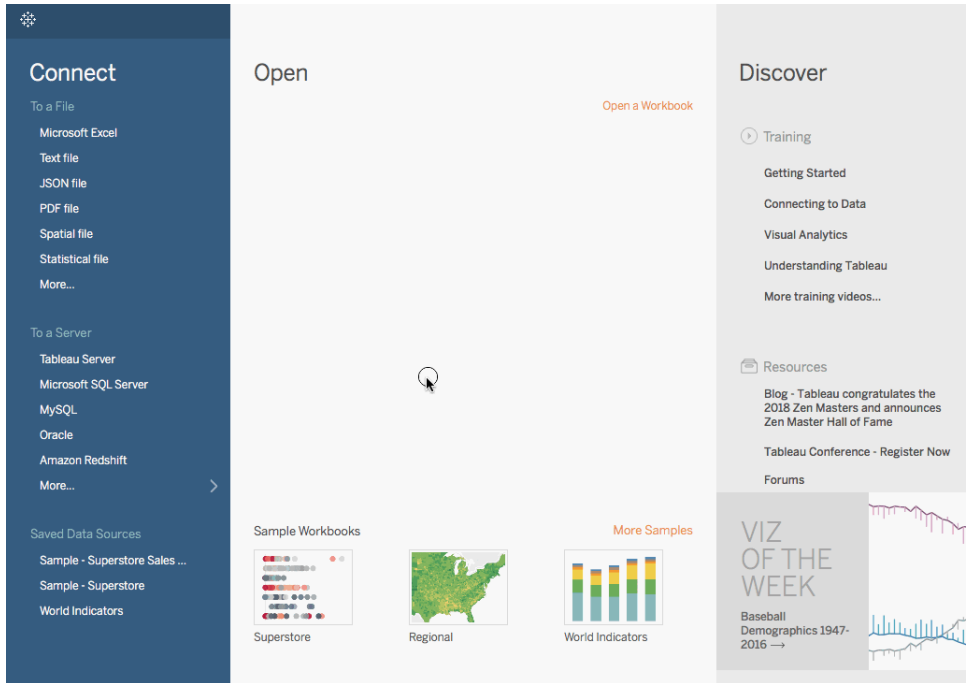 Connect
To a File
Microsoft Excel
Text file
JSON file
PDF file
Spatial file
Statistical file
More...
To a Server
Tableau Server
Microsoft SQL Server
MySQL
Oracle
Amazon Redshift
More...
Saved Data Sources
Sample - Superstore Sales ...
Sample - Superstore
World Indicators
Open
Open a Workbook
Sample Workbooks
More Samples
Superstore
Regional
World Indicators
Discover
Training
Getting Started
Connecting to Data
Visual Analytics
Understanding Tableau
More training videos...
Resources
Blog - Tableau congratulates the
2018 Zen Masters and announces
Zen Master Hall of Fame
Tableau Conference - Register Now
Forums
VIZ
OF THE
WEEK
Baseball
Demographics 1947-
2016 →